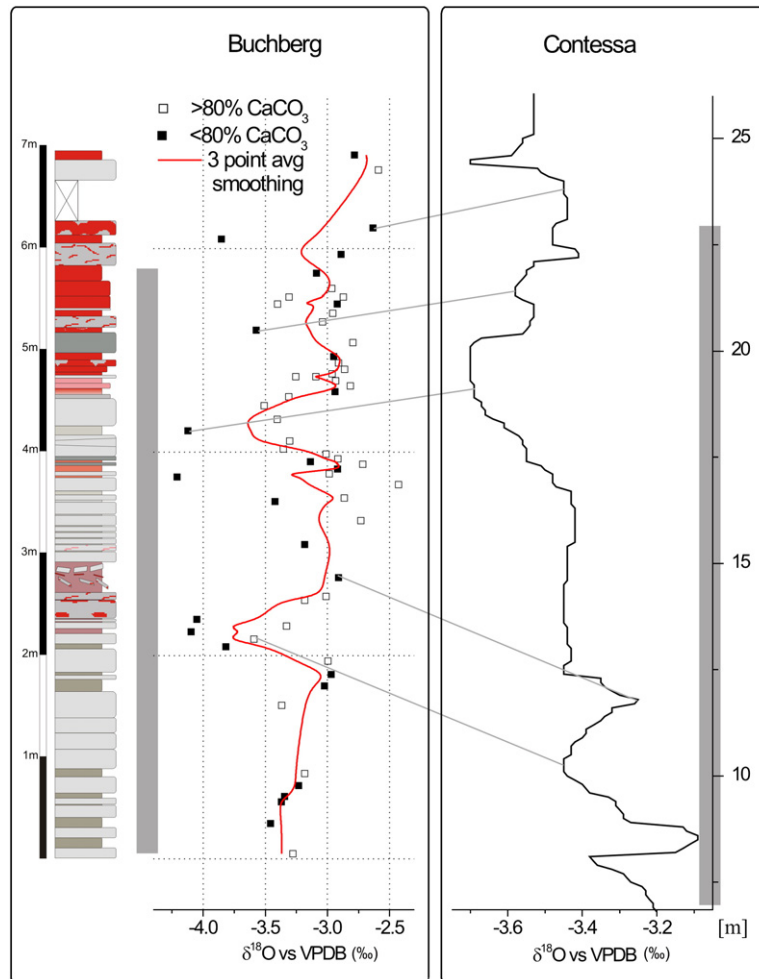 Buchberg
Contessa
>80% CaCO₃
<80% CaCO₃
3 point avg
smoothing
7m
6m
5m
4m
3m
2m
1m
25
20
15
10
-4.0 -3.5 -3.0 -2.5
δ¹⁸O vs VPDB (‰)
-3.6 -3.4 -3.2 [m]
δ¹⁸O vs VPDB (‰)